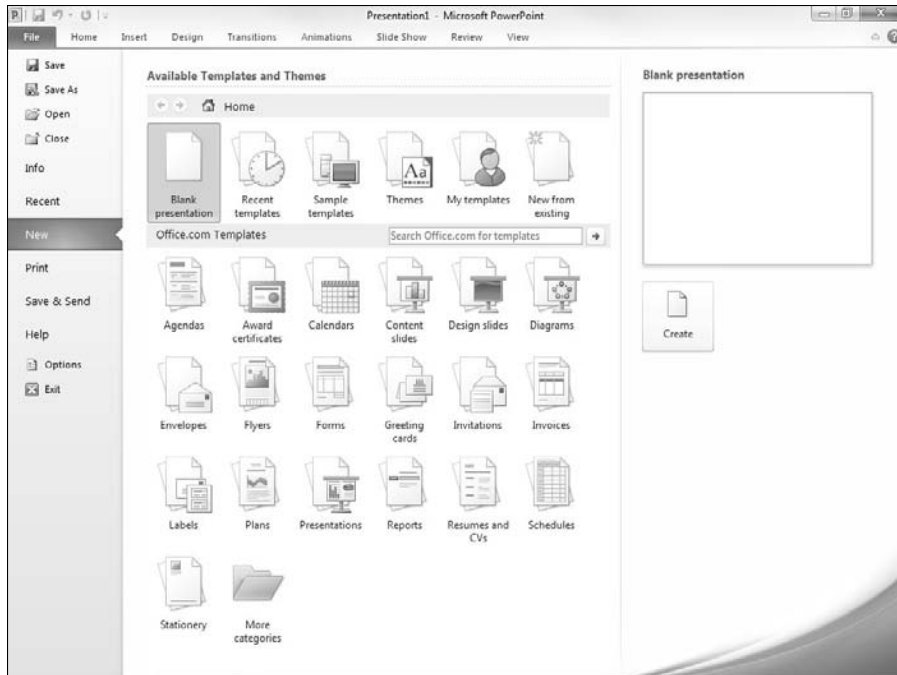 P
Presentation1 - Microsoft PowerPoint
File Home Insert Design Transitions Animations Slide Show Review View
Save
Save As
Open
Close
Info
Recent
New
Print
Save & Send
Help
Options
Exit
Available Templates and Themes
Home
Blank presentation
Recent templates
Sample templates
Aa
Themes
My templates
New from existing
Office.com Templates
Search Office.com for templates
Agendas
Award certificates
Calendars
Content slides
Design slides
Diagrams
Envelopes
Flyers
Forms
Greeting cards
Invitations
Invoices
Labels
Plans
Presentations
Reports
Resumes and CVs
Schedules
Stationery
More categories
Blank presentation
Create